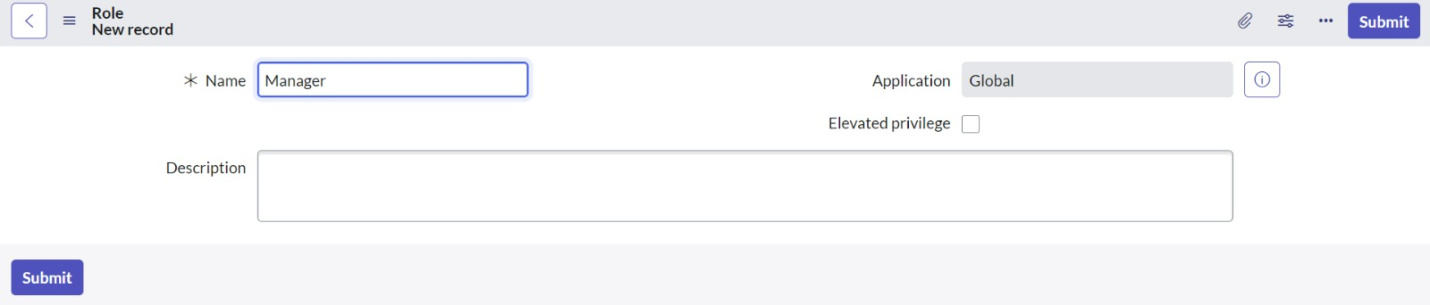 Role
New record
Submit
✳ Name Manager
Application Global
Elevated privilege
Description
Submit